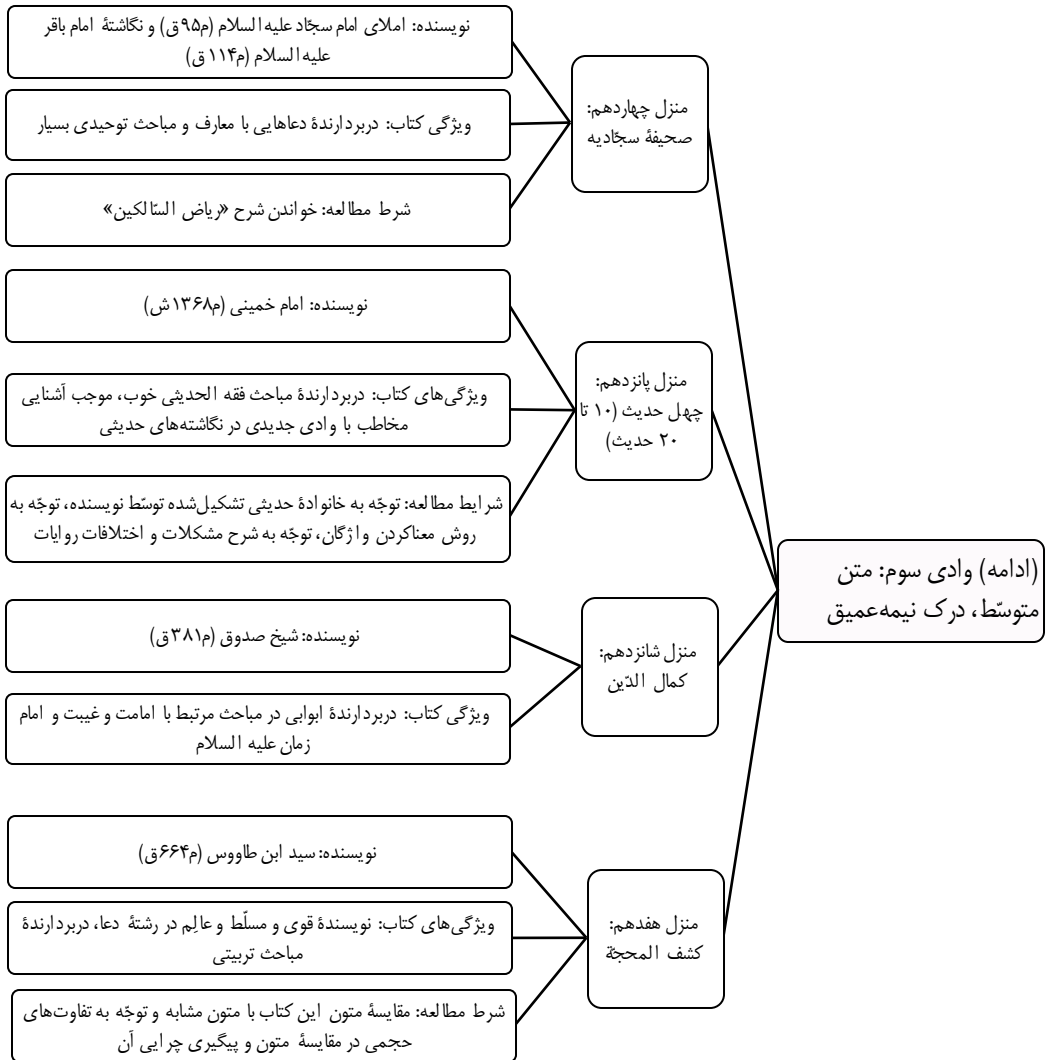 (ادامه) وادی سوم: متن
متوسّط، درک نیمه‌عمیق
منزل چهاردهم:
صحیفهٔ سجّادیه
نویسنده: املای امام سجّاد علیه السلام (م۹۵ق) و نگاشتهٔ امام باقر
علیه السلام (م۱۱۴ق)
ویژگی کتاب: دربردارندهٔ دعاهایی با معارف و مباحث توحیدی بسیار
شرط مطالعه: خواندن شرح «ریاض السّالکین»
منزل پانزدهم:
چهل حدیث (۱۰ تا
۲۰ حدیث)
نویسنده: امام خمینی (م۱۳۶۸ش)
ویژگی‌های کتاب: دربردارندهٔ مباحث فقه الحدیثی خوب، موجب آشنایی
مخاطب با وادی جدیدی در نگاشته‌های حدیثی
شرایط مطالعه: توجّه به خانوادهٔ حدیثی تشکیل‌شده توسّط نویسنده، توجّه به
روش معناکردن واژگان، توجّه به شرح مشکلات و اختلافات روایات
منزل شانزدهم:
کمال الدّین
نویسنده: شیخ صدوق (م۳۸۱ق)
ویژگی کتاب: دربردارندهٔ ابوابی در مباحث مرتبط با امامت و غیبت و امام
زمان علیه السلام
منزل هفدهم:
کشف المحجّة
نویسنده: سید ابن طاووس (م۶۶۴ق)
ویژگی‌های کتاب: نویسندهٔ قوی و مسلّط و عالِم در رشتهٔ دعا، دربردارندهٔ
مباحث تربیتی
شرط مطالعه: مقایسهٔ متون این کتاب با متون مشابه و توجّه به تفاوت‌های
حجمی در مقایسهٔ متون و پیگیری چرایی آن